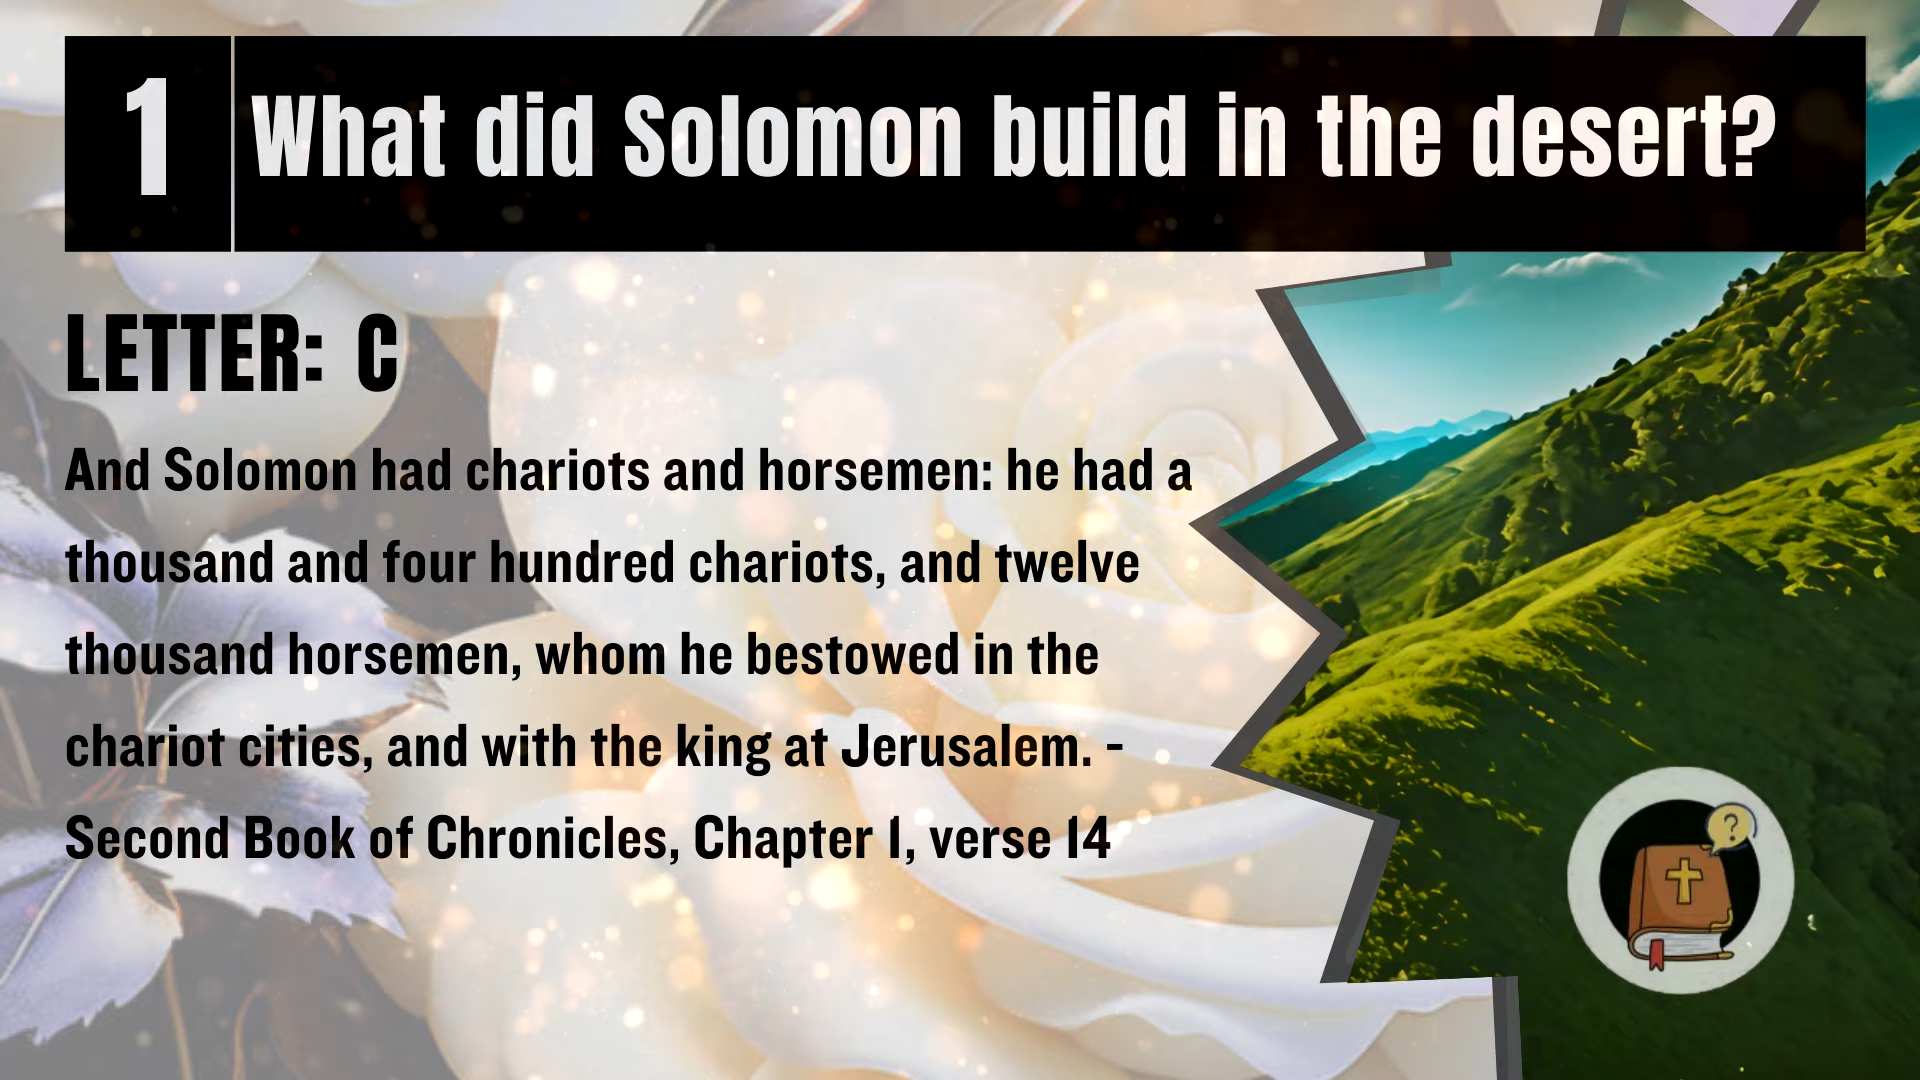 1
What did Solomon build in the desert?
LETTER: C
And Solomon had chariots and horsemen: he had a
thousand and four hundred chariots, and twelve
thousand horsemen, whom he bestowed in the
chariot cities, and with the king at Jerusalem. -
Second Book of Chronicles, Chapter 1, verse 14
?